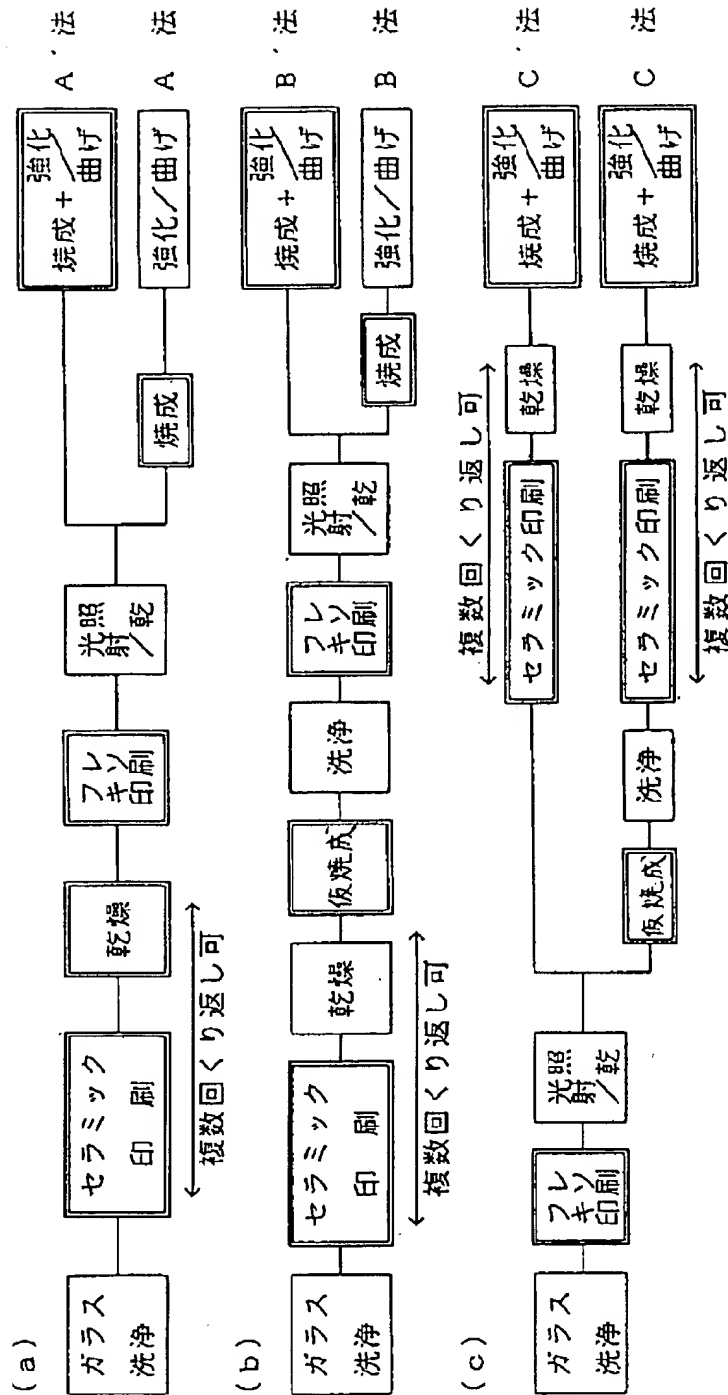 (a)
ガラス
洗浄
セラミック
印刷
乾燥
複数回くり返し可
フレ
キソ
印刷
光照
射
/乾
焼成
焼成+強化/曲げ
A´法
強化/曲げ
A法
(b)
ガラス
洗浄
セラミック
印刷
乾燥
複数回くり返し可
仮焼成
洗浄
フレ
キソ
印刷
光照
射
/乾
焼成
焼成+強化/曲げ
B´法
強化/曲げ
B法
(c)
ガラス
洗浄
フレ
キソ
印刷
光照
射
/乾
セラミック印刷
乾燥
複数回くり返し可
焼成+強化/曲げ
C´法
仮焼成
洗浄
セラミック印刷
乾燥
複数回くり返し可
焼成+強化/曲げ
C法